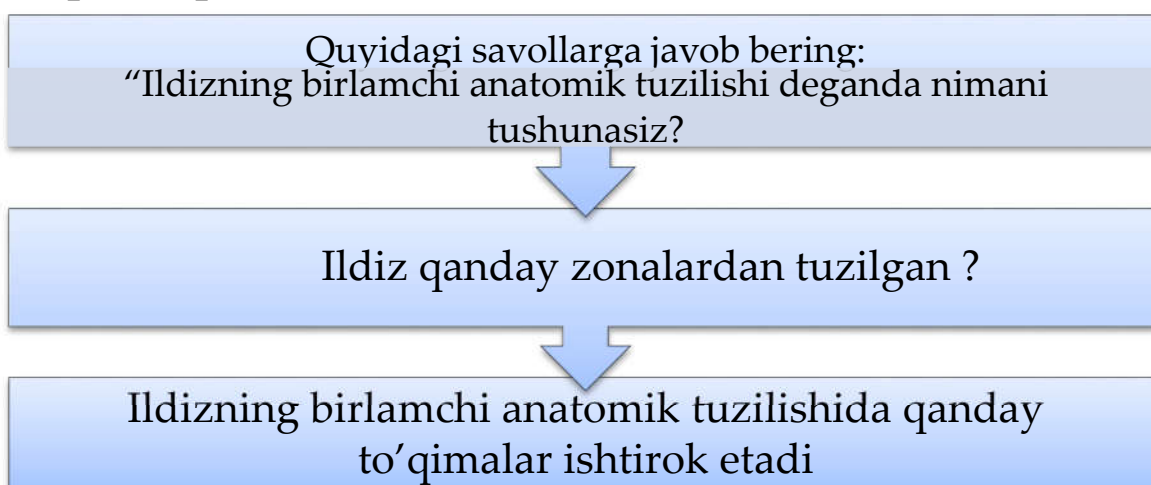 Quyidagi savollarga javob bering:
“Ildizning birlamchi anatomik tuzilishi deganda nimani
tushunasiz?
Ildiz qanday zonalardan tuzilgan ?
Ildizning birlamchi anatomik tuzilishida qanday
to’qimalar ishtirok etadi